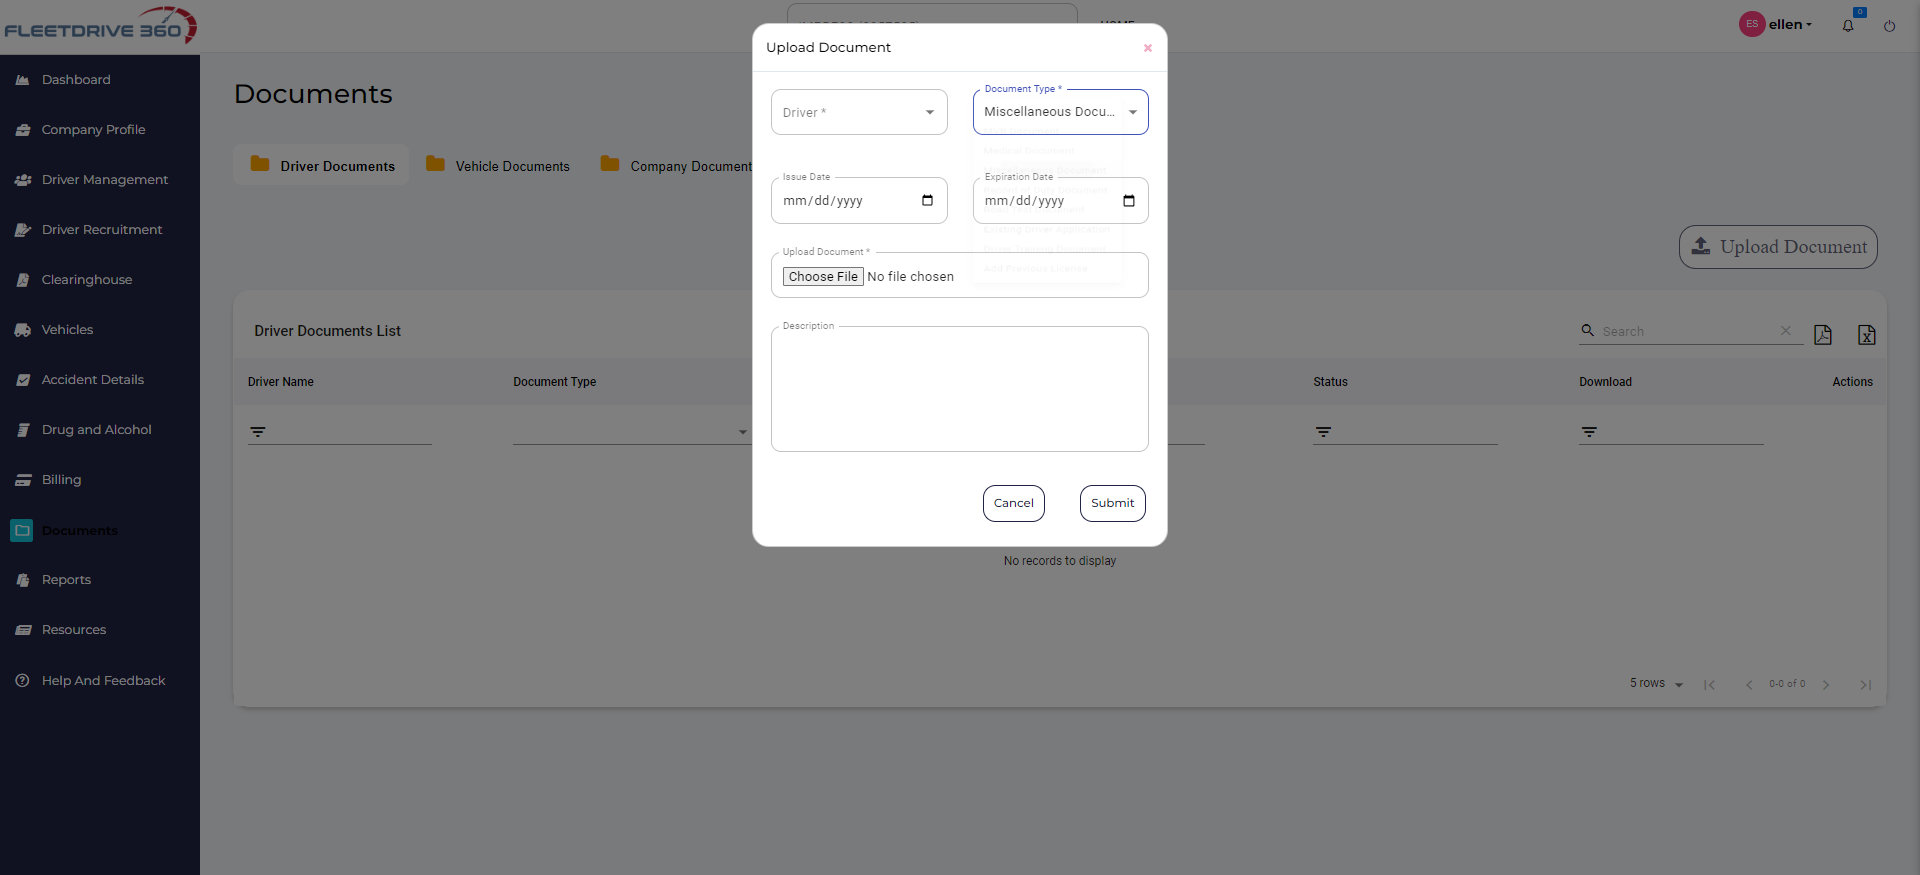 FLEETDRIVE 360
HOME
ES
ellen
0
Dashboard
Company Profile
Driver Management
Driver Recruitment
Clearinghouse
Vehicles
Accident Details
Drug and Alcohol
Billing
Documents
Reports
Resources
Help And Feedback
Documents
Driver Documents
Vehicle Documents
Company Document
Upload Document
Driver Documents List
Search
Driver Name
Document Type
Status
Download
Actions
No records to display
5 rows
0-0 of 0
Upload Document
×
Driver *
Document Type *
Miscellaneous Docu...
Issue Date
mm/dd/yyyy
Expiration Date
mm/dd/yyyy
Existing Driver Application
Upload Document *
Choose File No file chosen
Description
Cancel
Submit